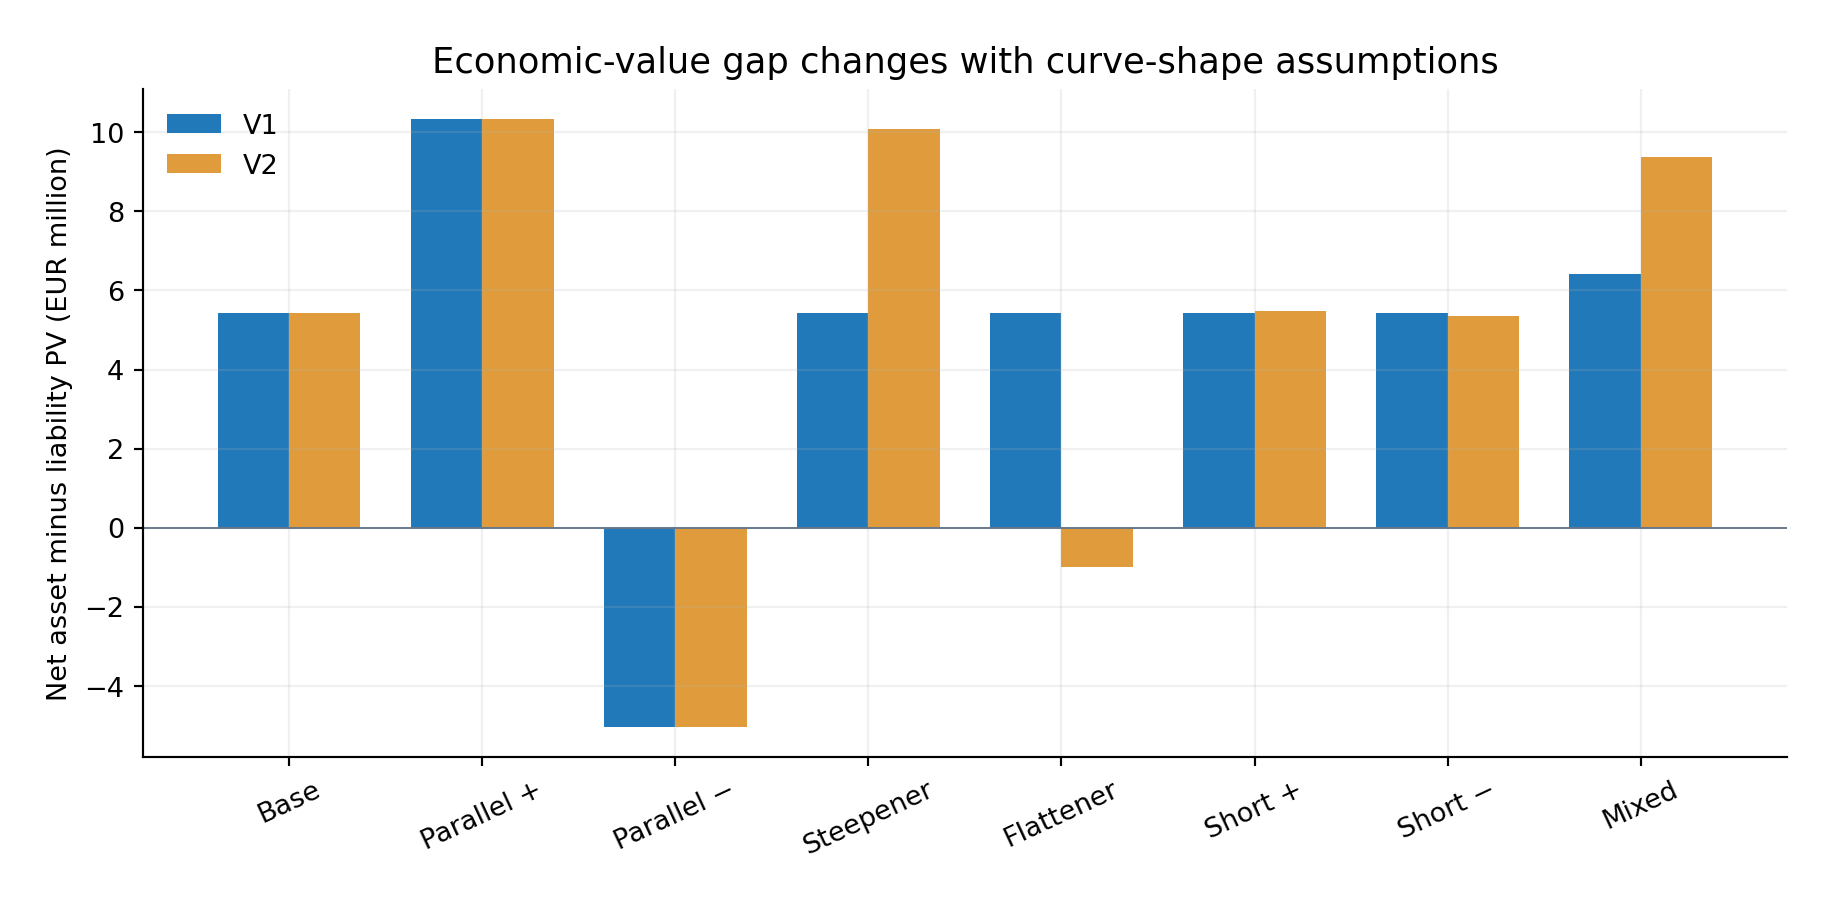 Economic-value gap changes with curve-shape assumptions
V1
V2
Net asset minus liability PV (EUR million)
10
8
6
4
2
0
−2
−4
Base
Parallel +
Parallel −
Steepener
Flattener
Short +
Short −
Mixed